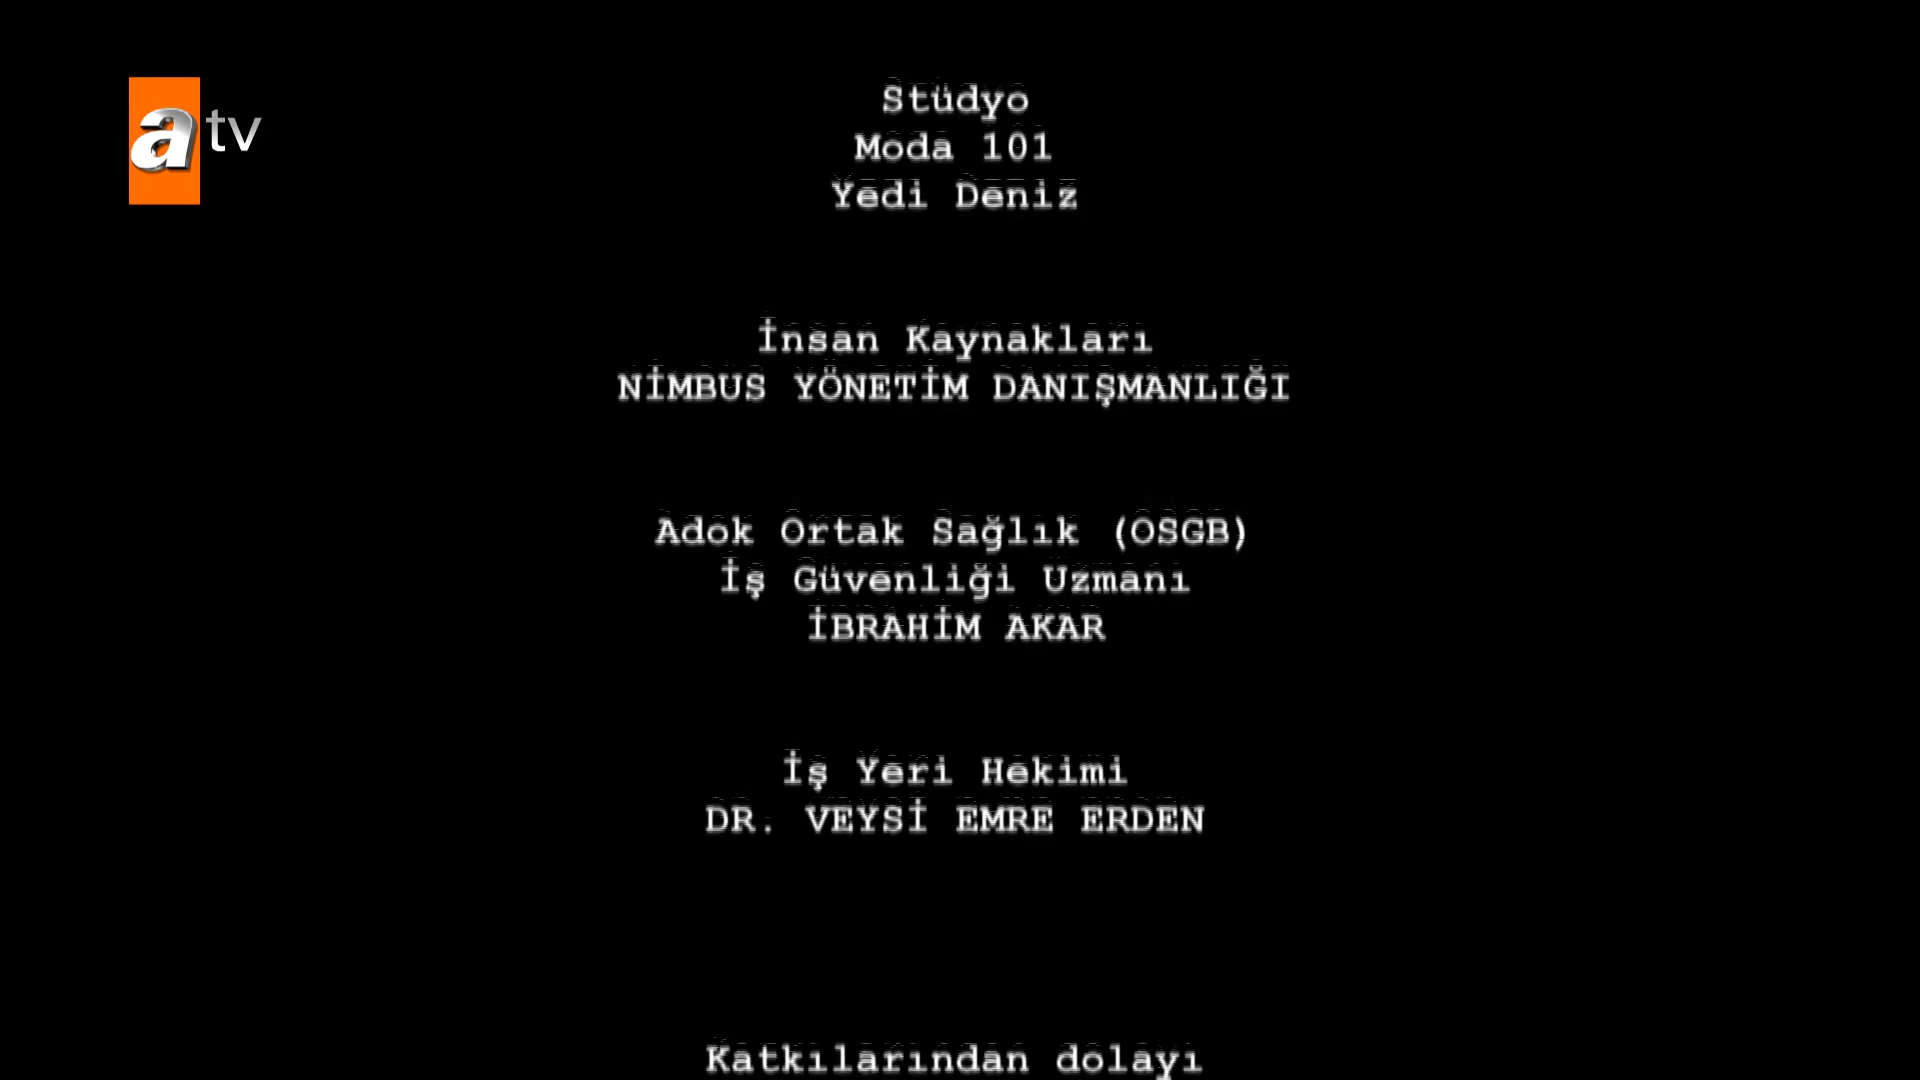 atv
Stüdyo
Moda 101
Yedi Deniz
İnsan Kaynakları
NİMBUS YÖNETİM DANIŞMANLIĞI
Adok Ortak Sağlık (OSGB)
İş Güvenliği Uzmanı
İBRAHİM AKAR
İş Yeri Hekimi
DR. VEYSİ EMRE ERDEN
Katkılarından dolayı